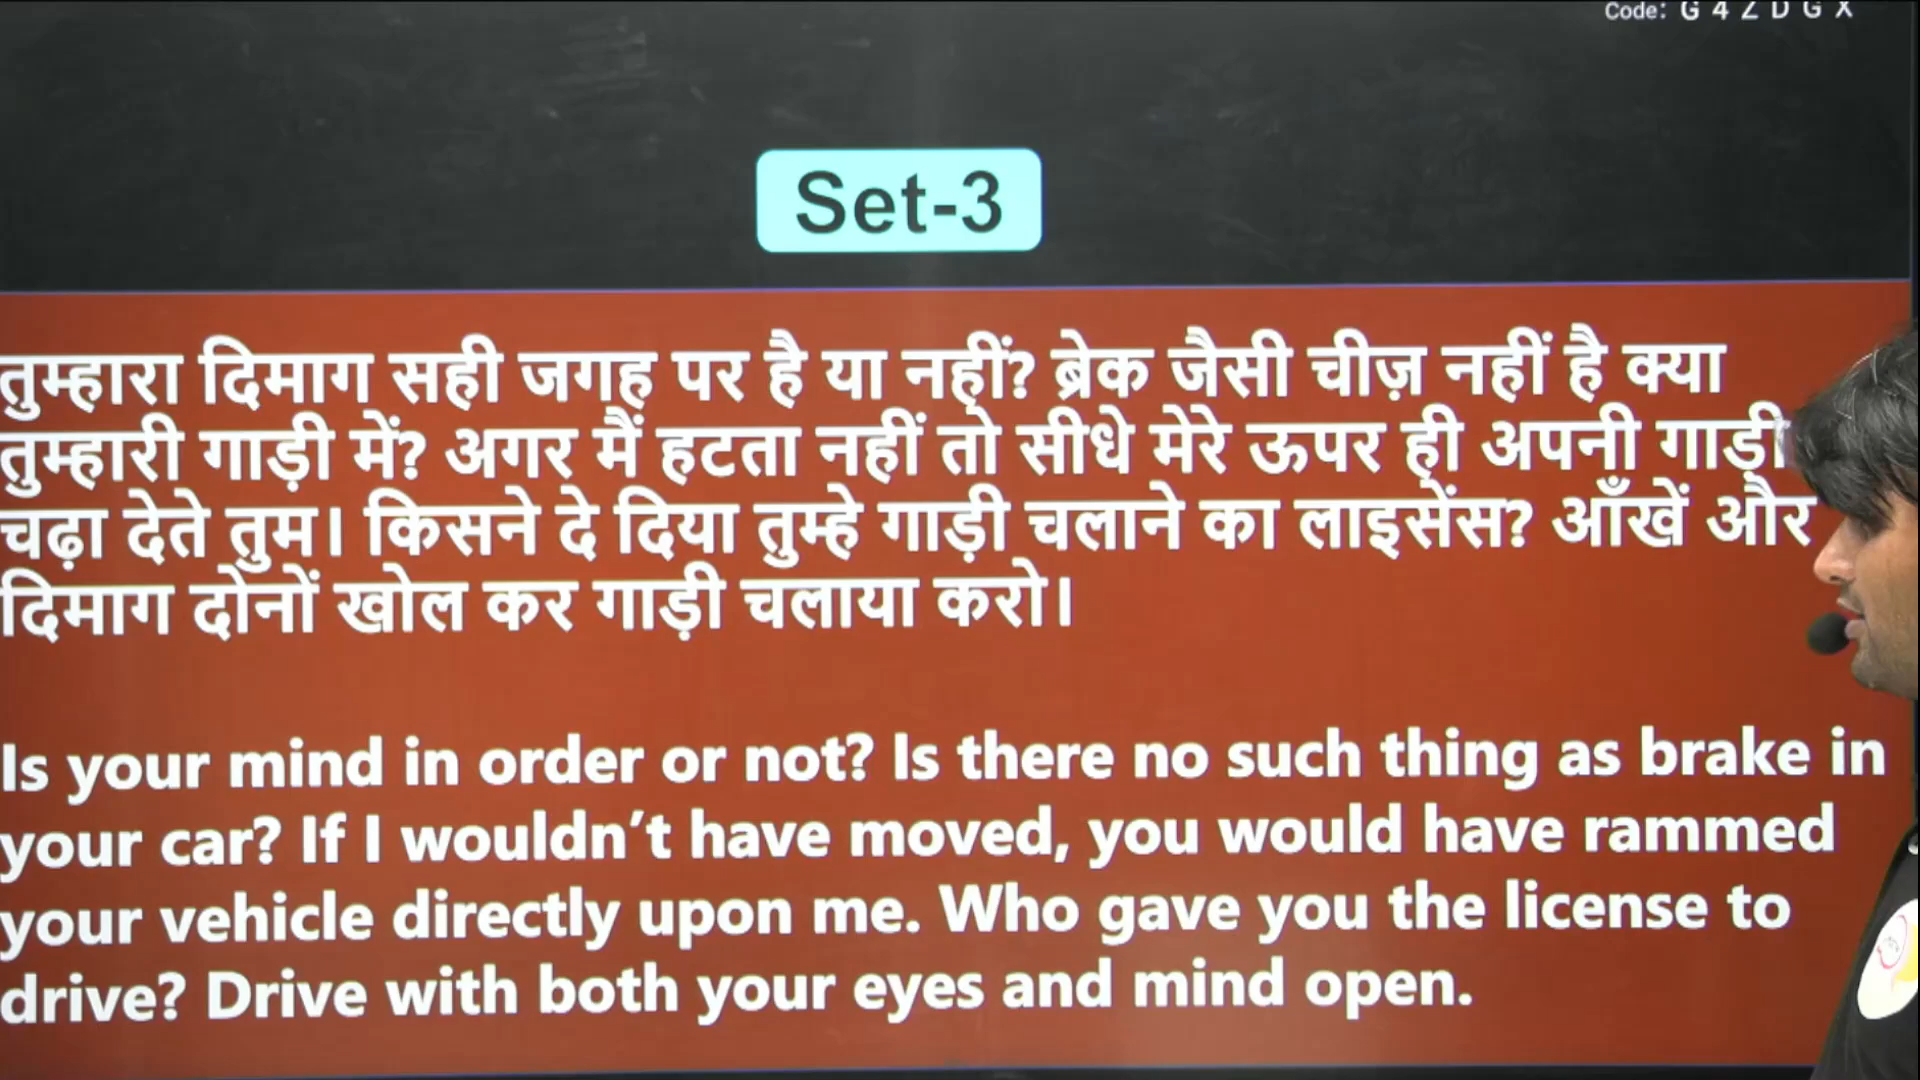 Code: G 4 Z D G X
Set-3
तुम्हारा दिमाग सही जगह पर है या नहीं? ब्रेक जैसी चीज़ नहीं है क्या
तुम्हारी गाड़ी में? अगर मैं हटता नहीं तो सीधे मेरे ऊपर ही अपनी गाड़ी
चढ़ा देते तुम। किसने दे दिया तुम्हे गाड़ी चलाने का लाइसेंस? आँखें और
दिमाग दोनों खोल कर गाड़ी चलाया करो।
Is your mind in order or not? Is there no such thing as brake in
your car? If I wouldn’t have moved, you would have rammed
your vehicle directly upon me. Who gave you the license to
drive? Drive with both your eyes and mind open.